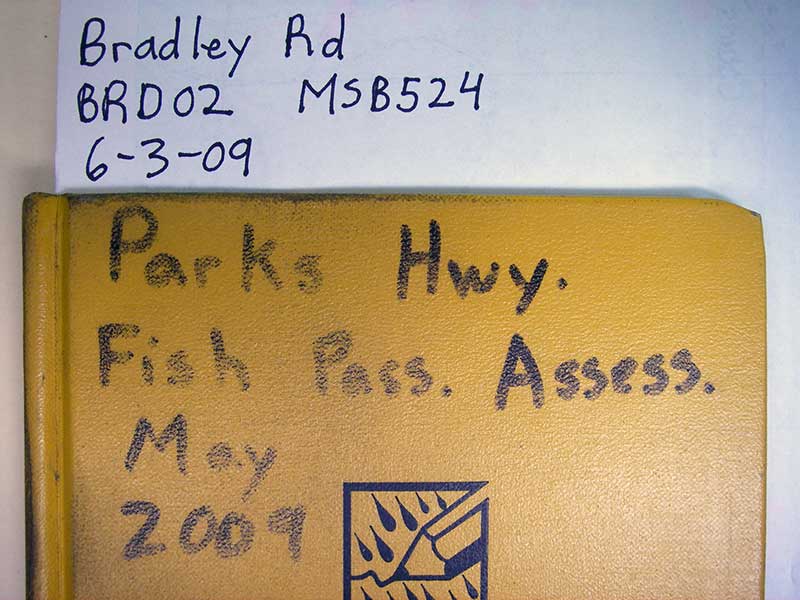 Bradley Rd
BRD02 MSB524
6-3-09
Parks Hwy.
Fish Pass. Assess.
May
2009